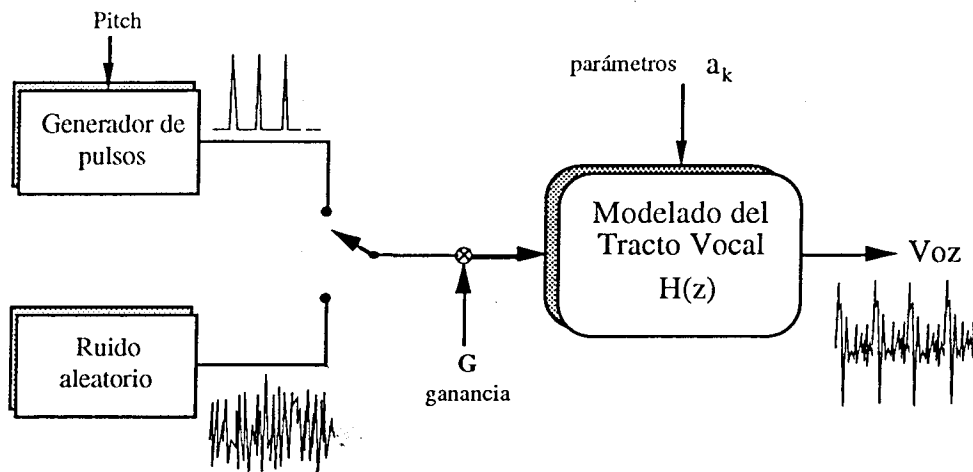 Pitch
Generador de
pulsos
parámetros a_k
Modelado del
Tracto Vocal
H(z)
Voz
Ruido
aleatorio
G
ganancia